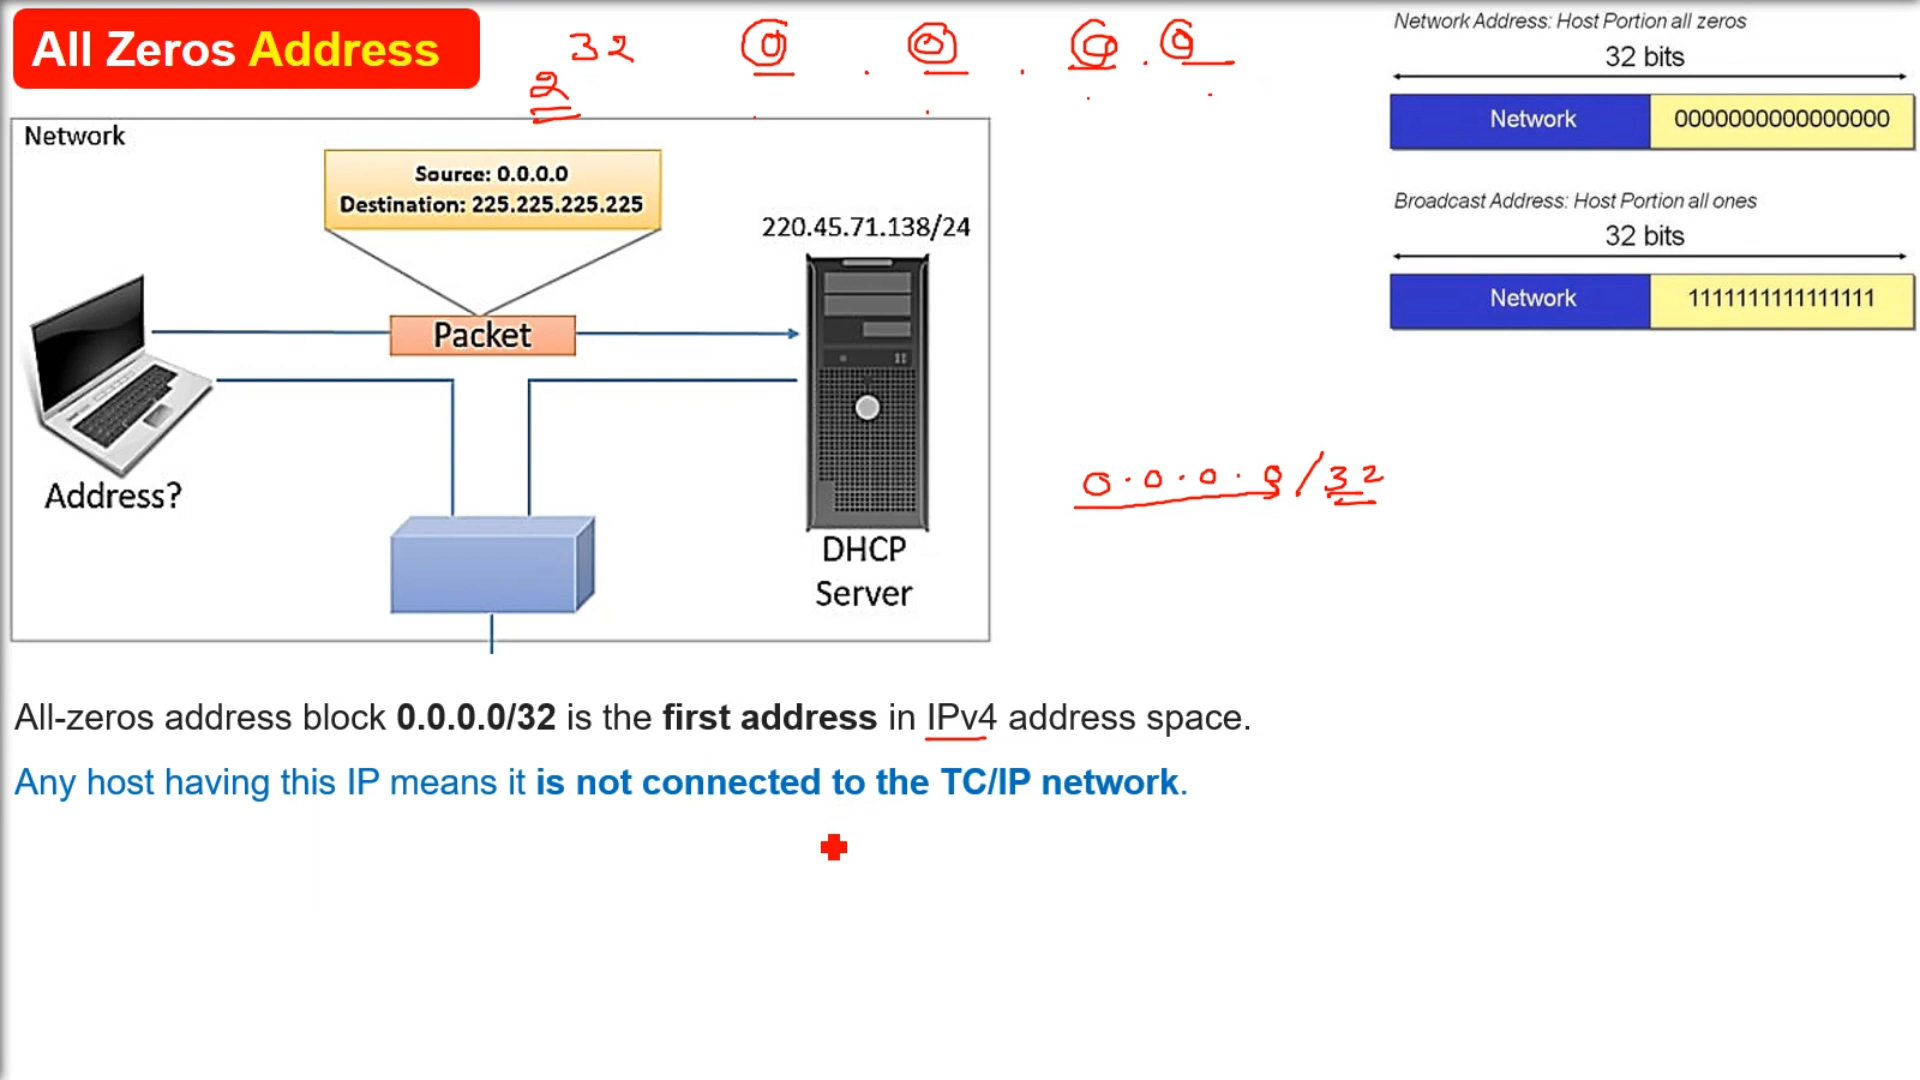 All Zeros Address
2 32
0 . 0 . 0 . 0
Network
Source: 0.0.0.0
Destination: 225.225.225.225
220.45.71.138/24
Packet
Address?
DHCP
Server
Network Address: Host Portion all zeros
32 bits
Network 0000000000000000
Broadcast Address: Host Portion all ones
32 bits
Network 1111111111111111
0.0.0.0/32
All-zeros address block 0.0.0.0/32 is the first address in IPv4 address space.
Any host having this IP means it is not connected to the TC/IP network.